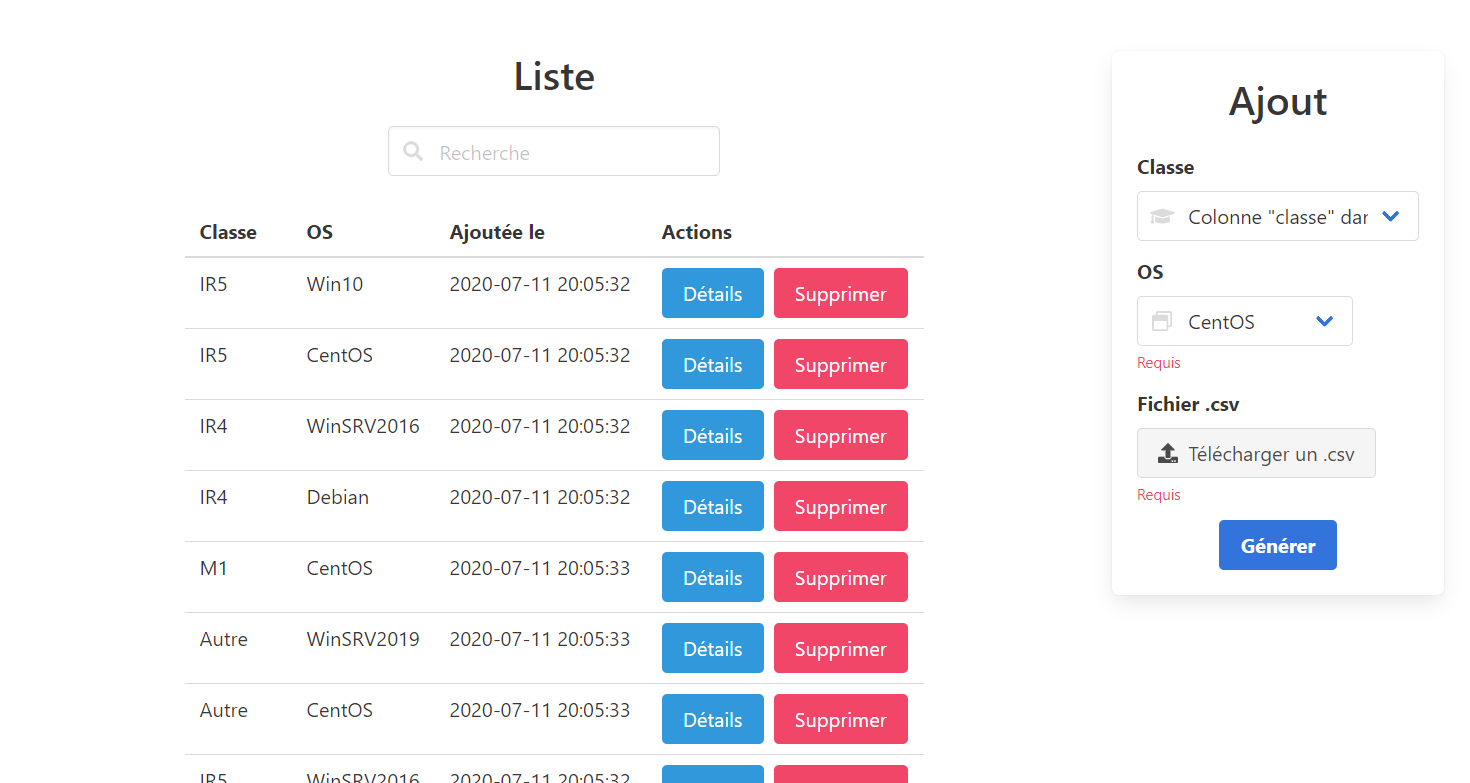 Liste
Recherche
Classe OS Ajoutée le Actions
IR5 Win10 2020-07-11 20:05:32 Détails Supprimer
IR5 CentOS 2020-07-11 20:05:32 Détails Supprimer
IR4 WinSRV2016 2020-07-11 20:05:32 Détails Supprimer
IR4 Debian 2020-07-11 20:05:32 Détails Supprimer
M1 CentOS 2020-07-11 20:05:33 Détails Supprimer
Autre WinSRV2019 2020-07-11 20:05:33 Détails Supprimer
Autre CentOS 2020-07-11 20:05:33 Détails Supprimer
IR5 WinSRV2016 2020-07-11 20:05:32
Ajout
Classe
Colonne "classe" dar
OS
CentOS
Requis
Fichier .csv
Télécharger un .csv
Requis
Générer